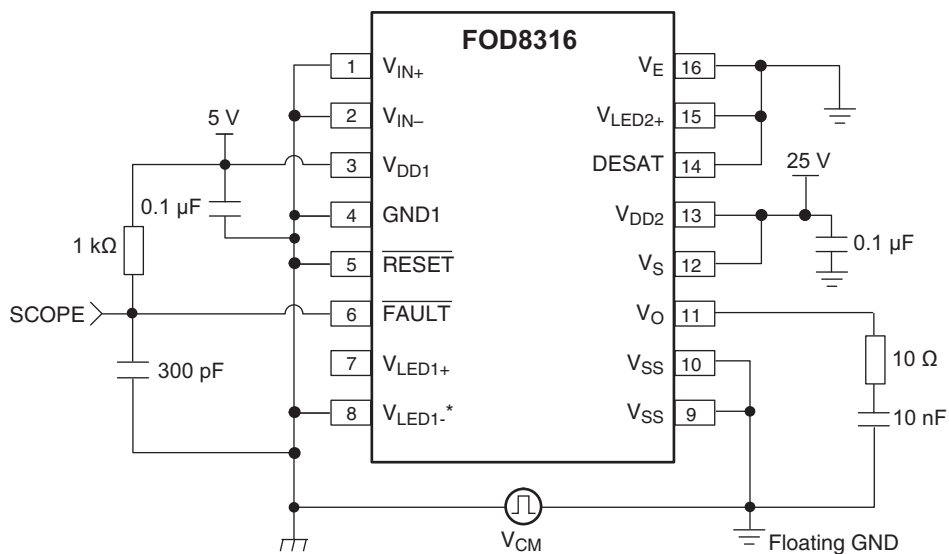 FOD8316
1 V_IN+
V_E 16
2 V_IN–
V_LED2+ 15
5 V
3 V_DD1
DESAT 14
25 V
0.1 µF
4 GND1
V_DD2 13
1 kΩ
5 RESET
V_S 12
0.1 µF
SCOPE
6 FAULT
V_O 11
300 pF
7 V_LED1+
V_SS 10
10 Ω
8 V_LED1-*
V_SS 9
10 nF
V_CM
Floating GND